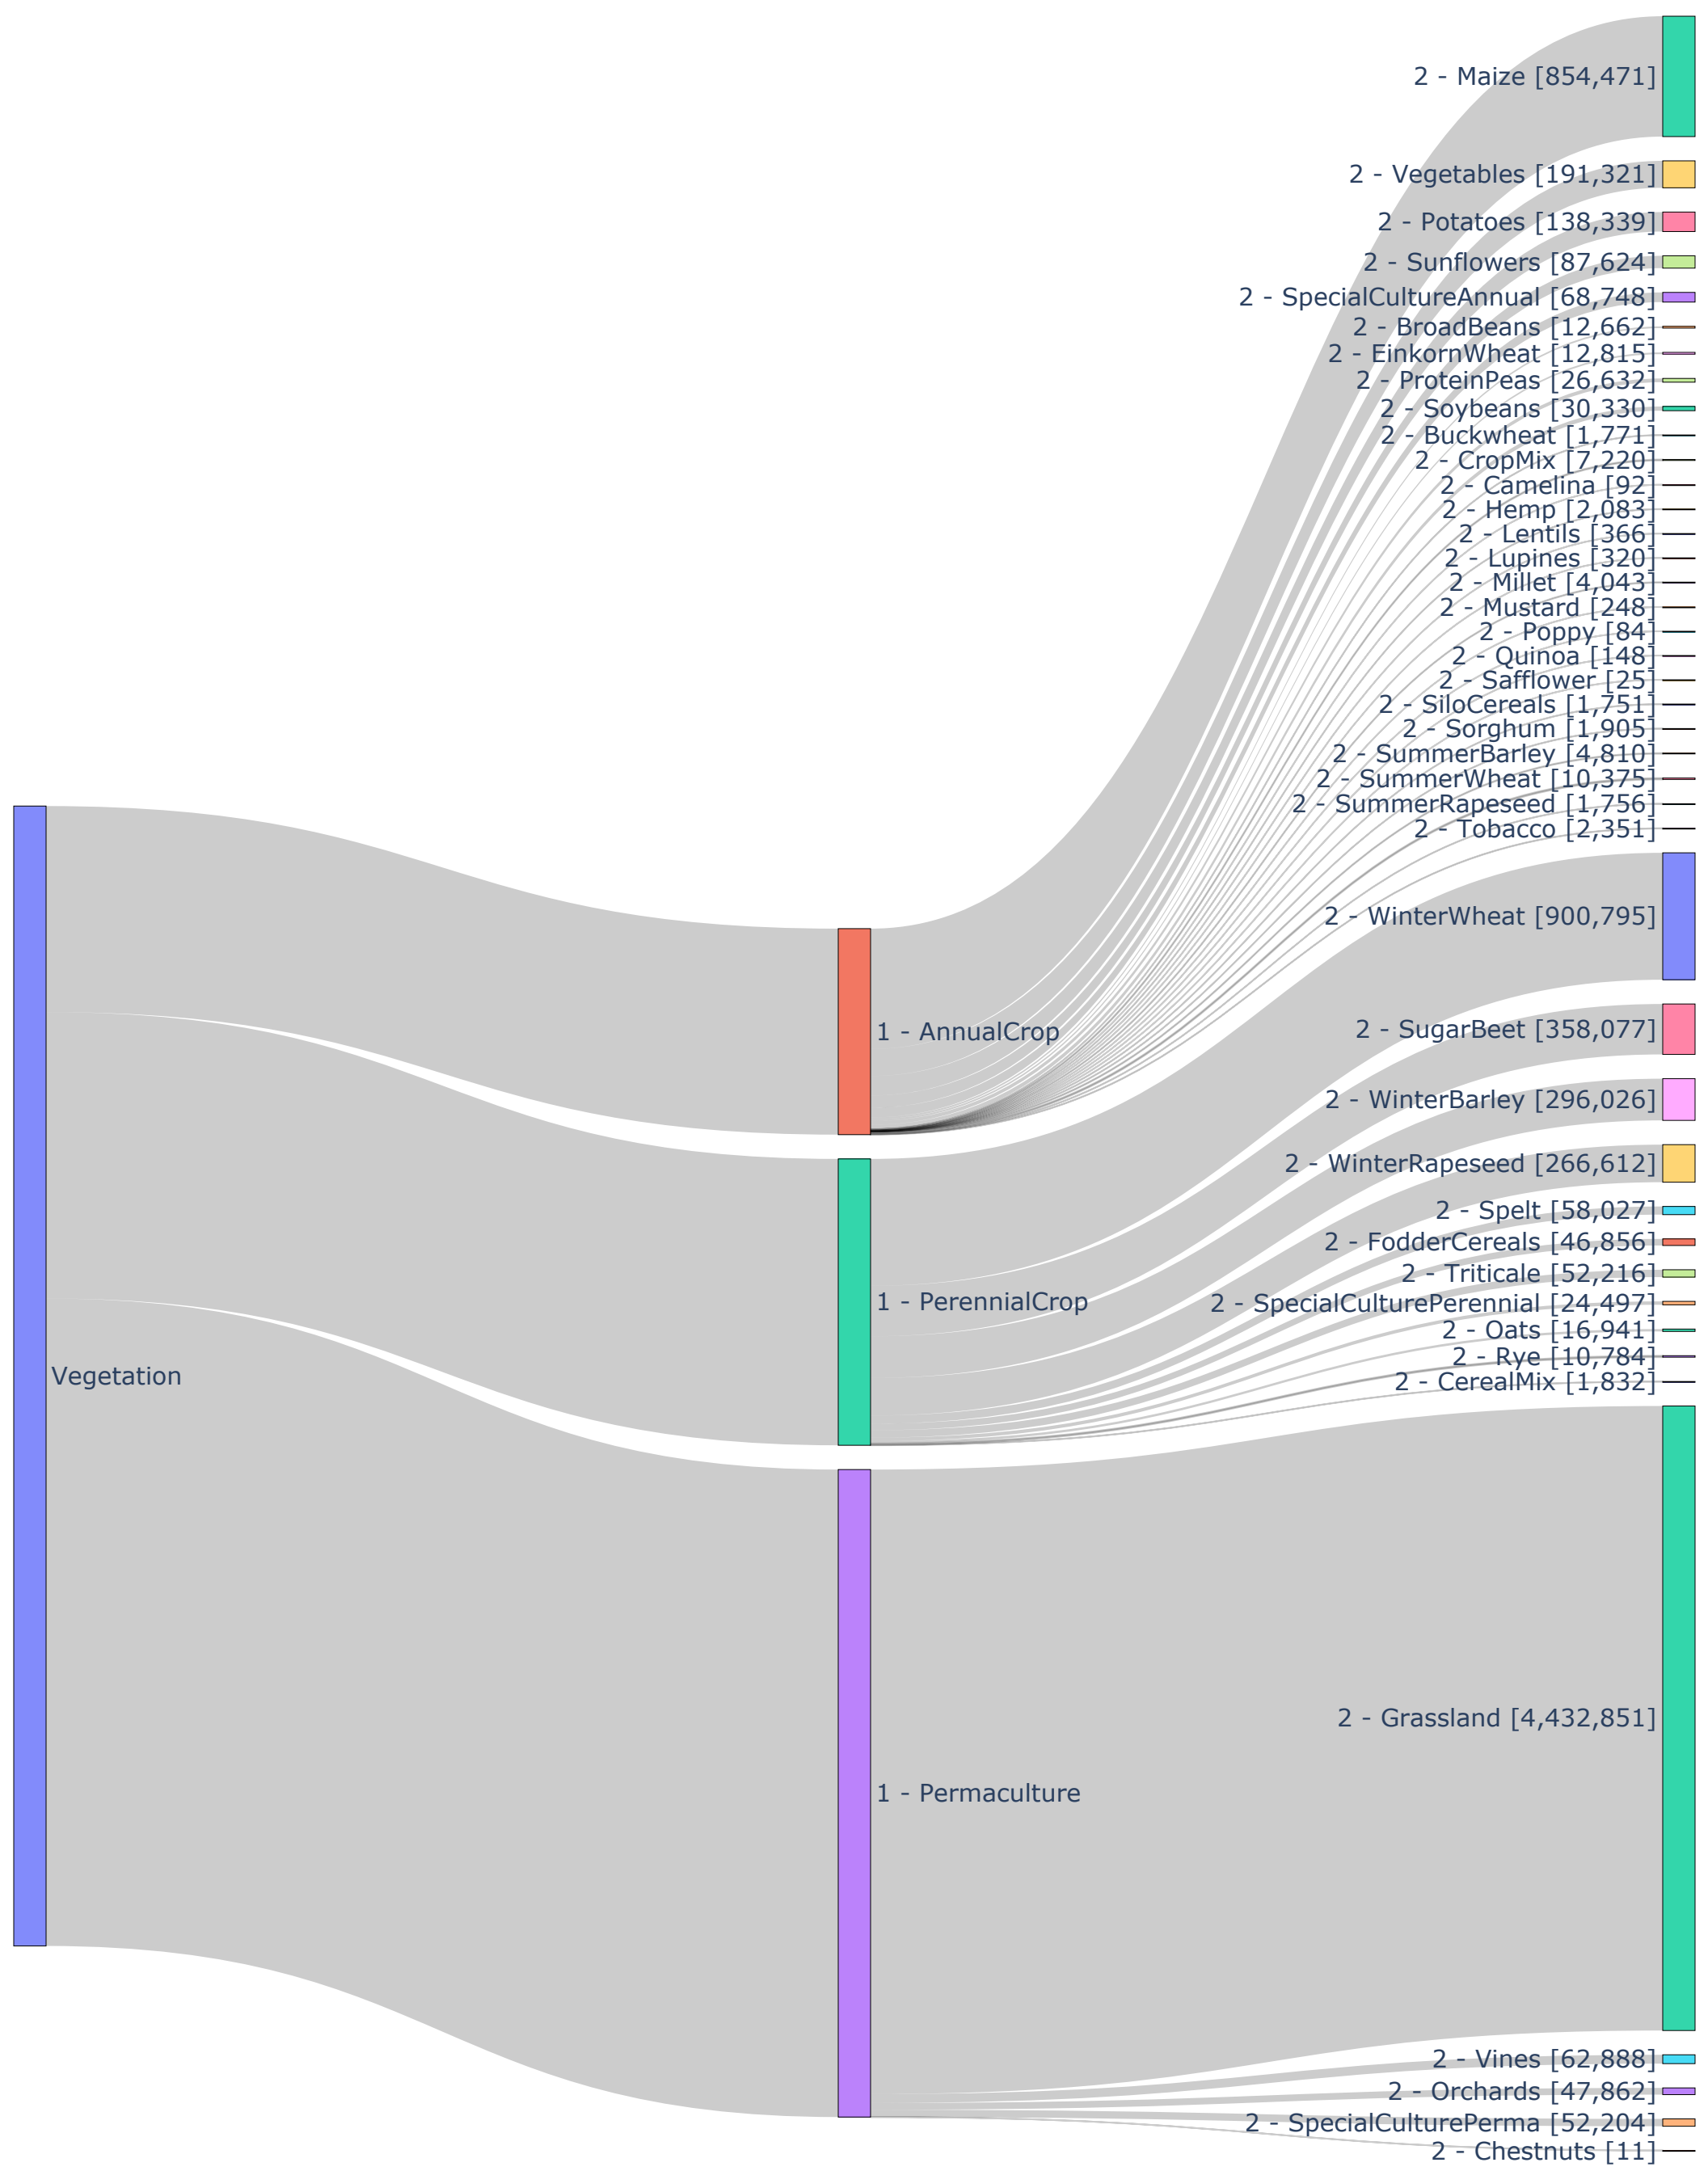 2 - Maize [854,471]
2 - Vegetables [191,321]
2 - Potatoes [138,339]
2 - Sunflowers [87,624]
2 - SpecialCultureAnnual [68,748]
2 - BroadBeans [12,662]
2 - EinkornWheat [12,815]
2 - ProteinPeas [26,632]
2 - Soybeans [30,330]
2 - Buckwheat [1,771]
2 - CropMix [7,220]
2 - Camelina [92]
2 - Hemp [2,083]
2 - Lentils [366]
2 - Lupines [320]
2 - Millet [4,043]
2 - Mustard [248]
2 - Poppy [84]
2 - Quinoa [148]
2 - Safflower [25]
2 - SiloCereals [1,751]
2 - Sorghum [1,905]
2 - SummerBarley [4,810]
2 - SummerWheat [10,375]
2 - SummerRapeseed [1,756]
2 - Tobacco [2,351]
2 - WinterWheat [900,795]
2 - SugarBeet [358,077]
1 - AnnualCrop
2 - WinterBarley [296,026]
2 - WinterRapeseed [266,612]
2 - Spelt [58,027]
2 - FodderCereals [46,856]
2 - Triticale [52,216]
1 - PerennialCrop
2 - SpecialCulturePerennial [24,497]
2 - Oats [16,941]
2 - Rye [10,784]
Vegetation
2 - CerealMix [1,832]
2 - Grassland [4,432,851]
1 - Permaculture
2 - Vines [62,888]
2 - Orchards [47,862]
2 - SpecialCulturePerma [52,204]
2 - Chestnuts [11]